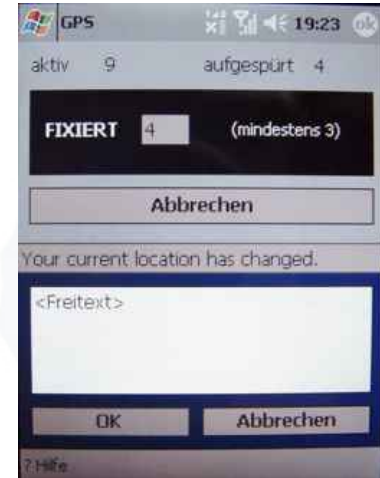 GPS 19:23 ok
aktiv 9 aufgespürt 4
FIXIERT 4 (mindestens 3)
Abbrechen
Your current location has changed.
<Freitext>
OK Abbrechen
? Hilfe